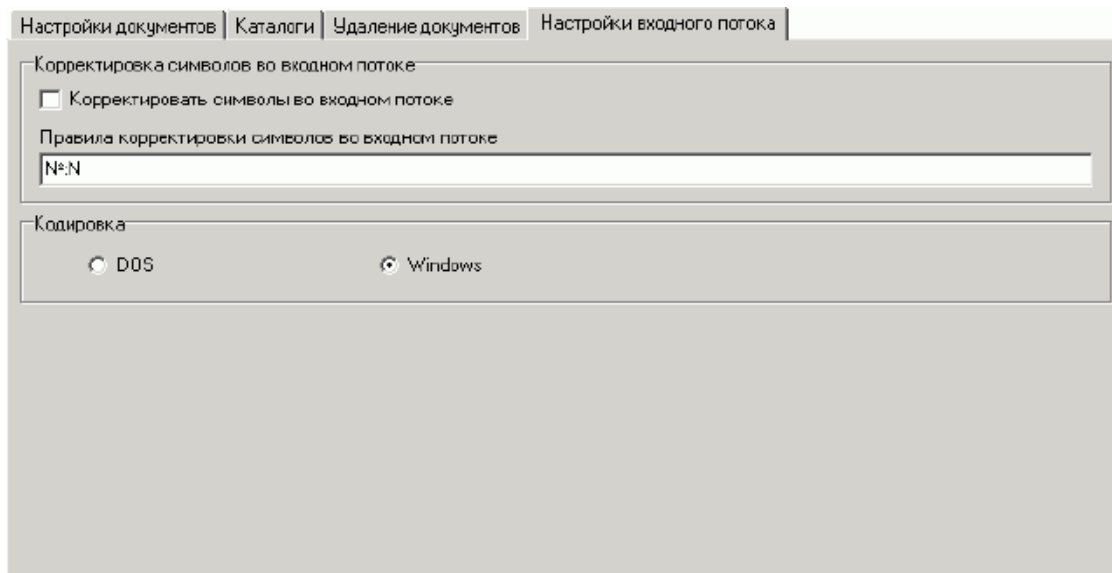 Настройки документов Каталоги Удаление документов Настройки входного потока
Корректировка символов во входном потоке
Корректировать символы во входном потоке
Правила корректировки символов во входном потоке
№:N
Кодировка
DOS Windows